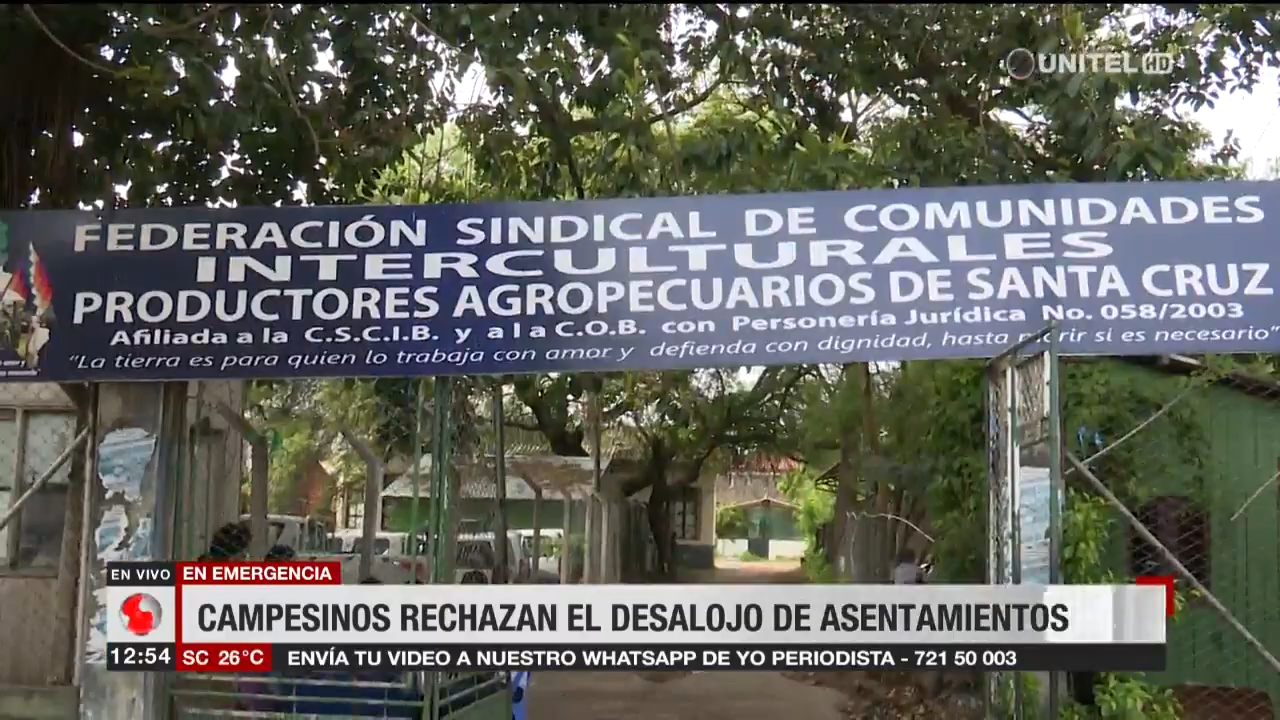 UNITEL HD
FEDERACIÓN SINDICAL DE COMUNIDADES
INTERCULTURALES
PRODUCTORES AGROPECUARIOS DE SANTA CRUZ
Afiliada a la C.S.C.I.B. y a la C.O.B. con Personería Jurídica No. 058/2003
"La tierra es para quien lo trabaja con amor y defienda con dignidad, hasta morir si es necesario"
EN VIVO EN EMERGENCIA
CAMPESINOS RECHAZAN EL DESALOJO DE ASENTAMIENTOS
12:54 SC 26°C ENVÍA TU VIDEO A NUESTRO WHATSAPP DE YO PERIODISTA - 721 50 003